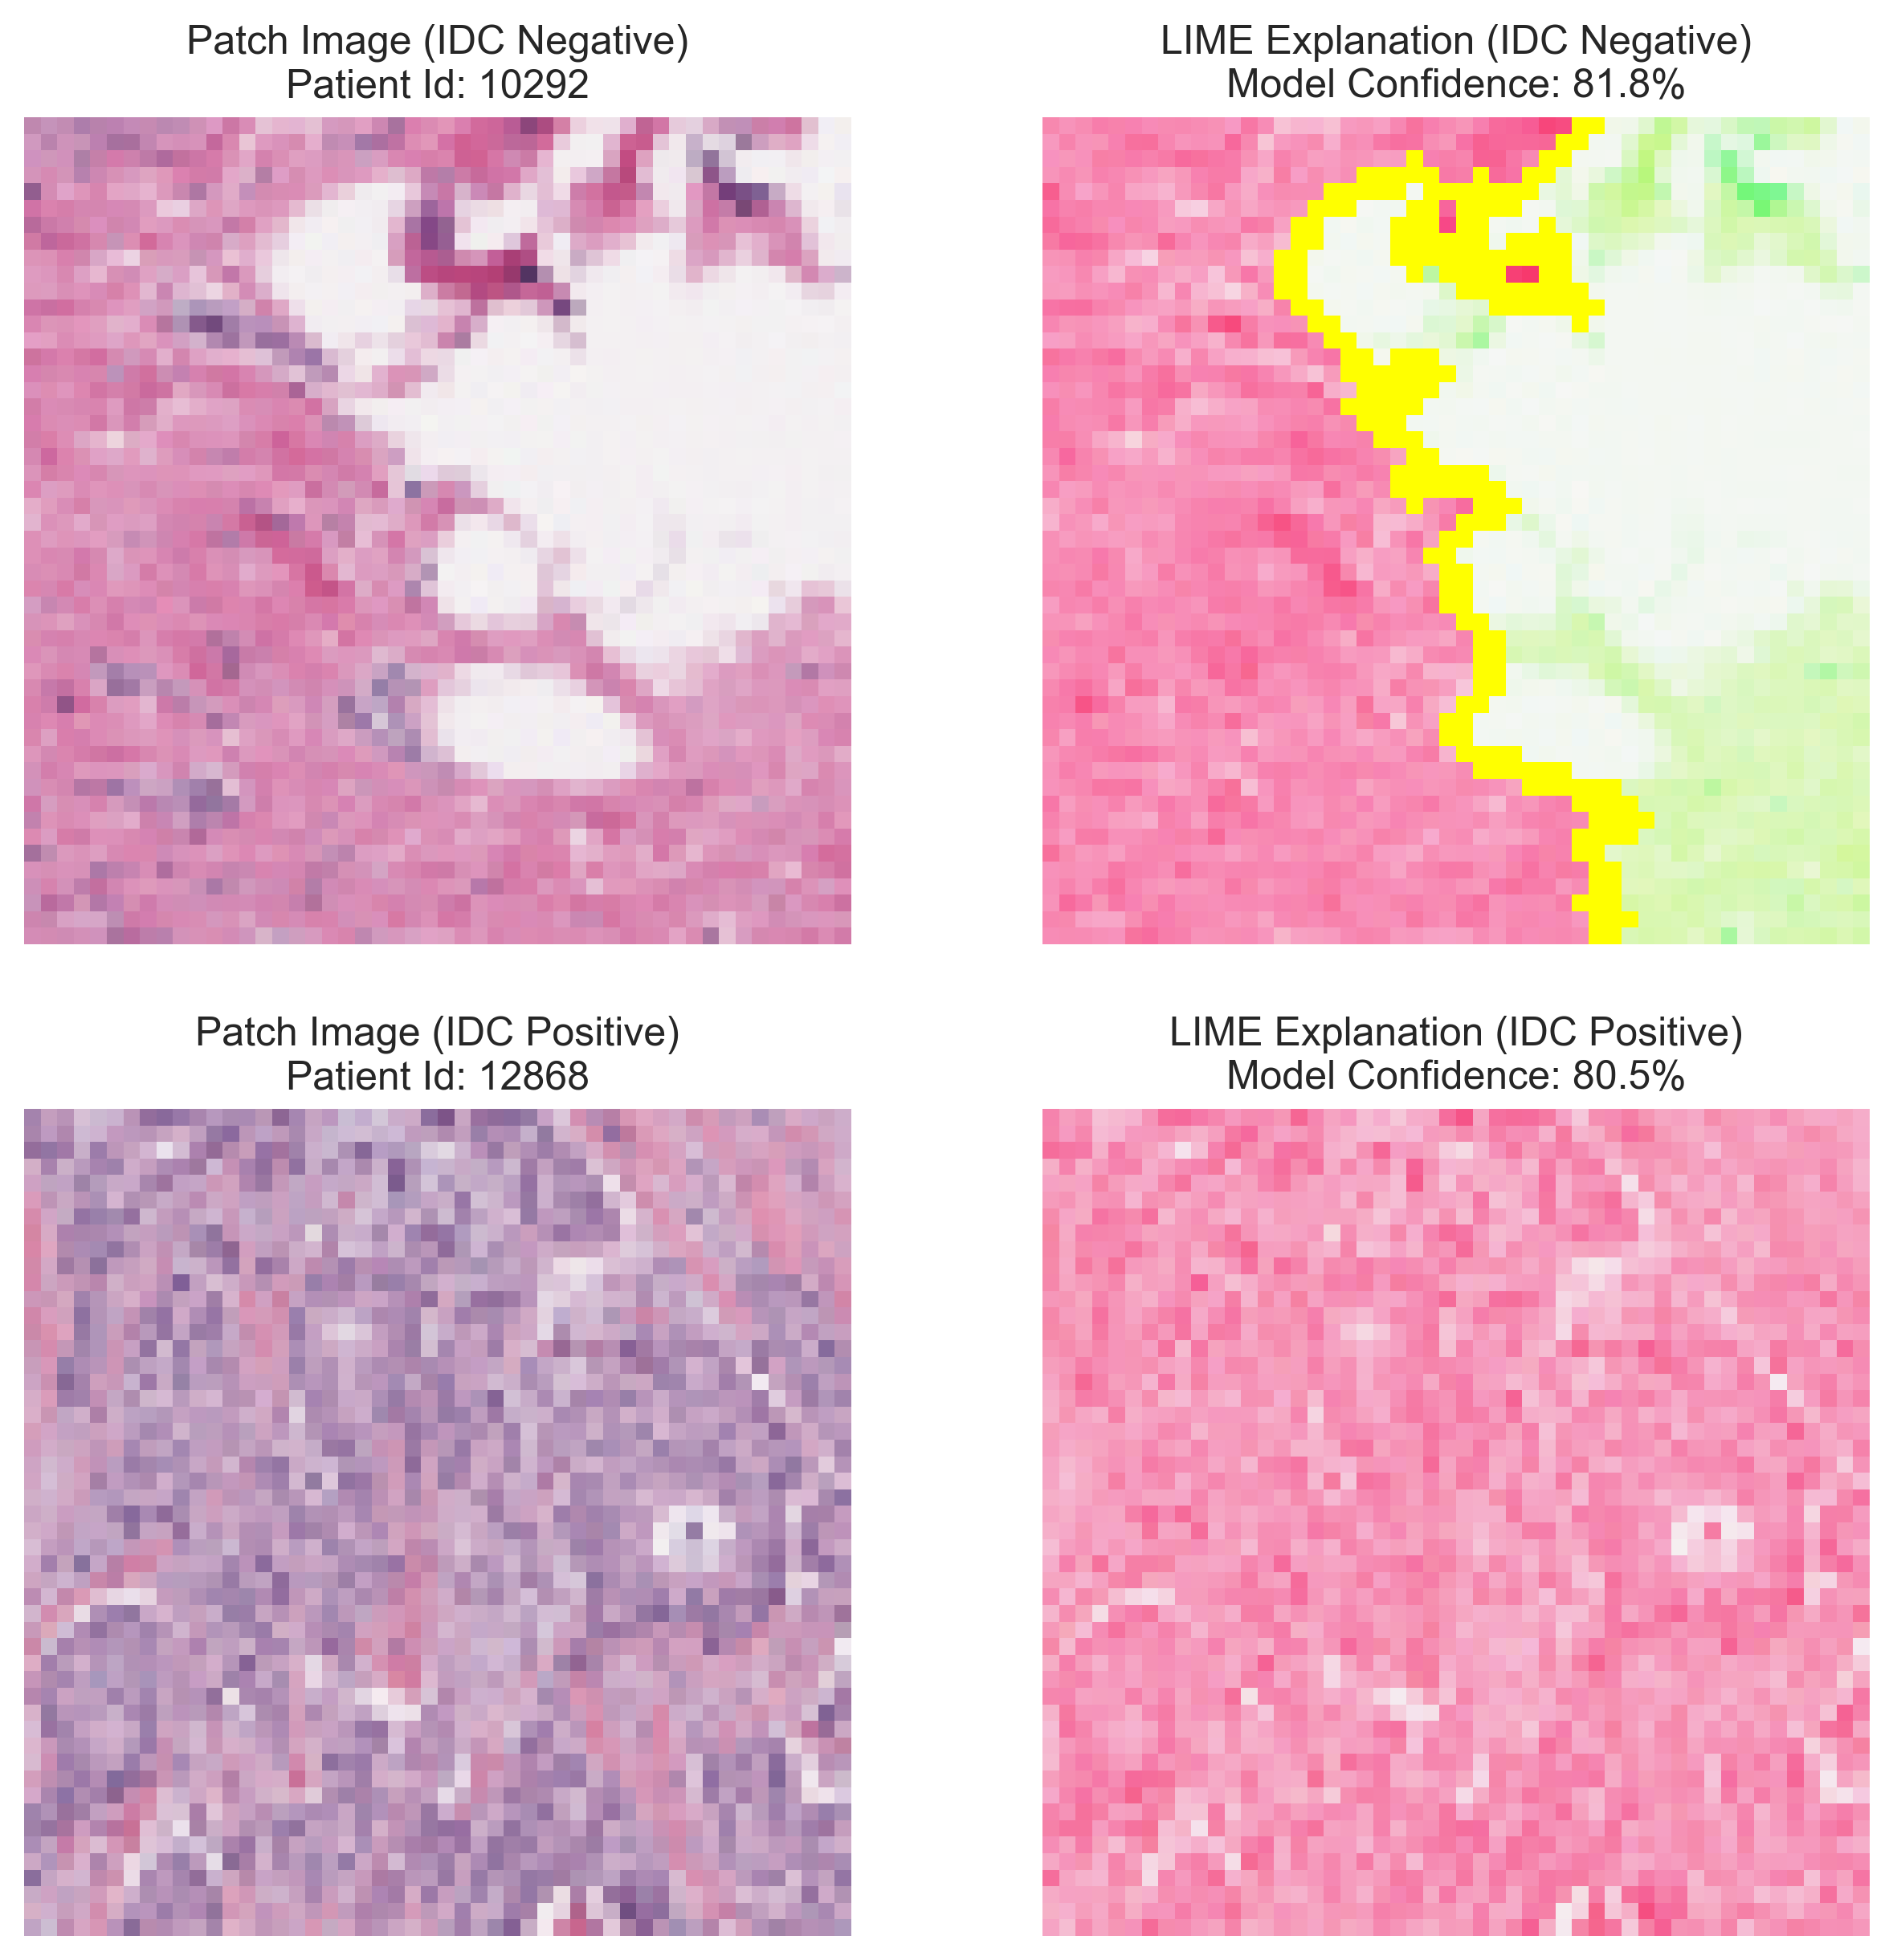 Patch Image (IDC Negative)
Patient Id: 10292
LIME Explanation (IDC Negative)
Model Confidence: 81.8%
Patch Image (IDC Positive)
Patient Id: 12868
LIME Explanation (IDC Positive)
Model Confidence: 80.5%